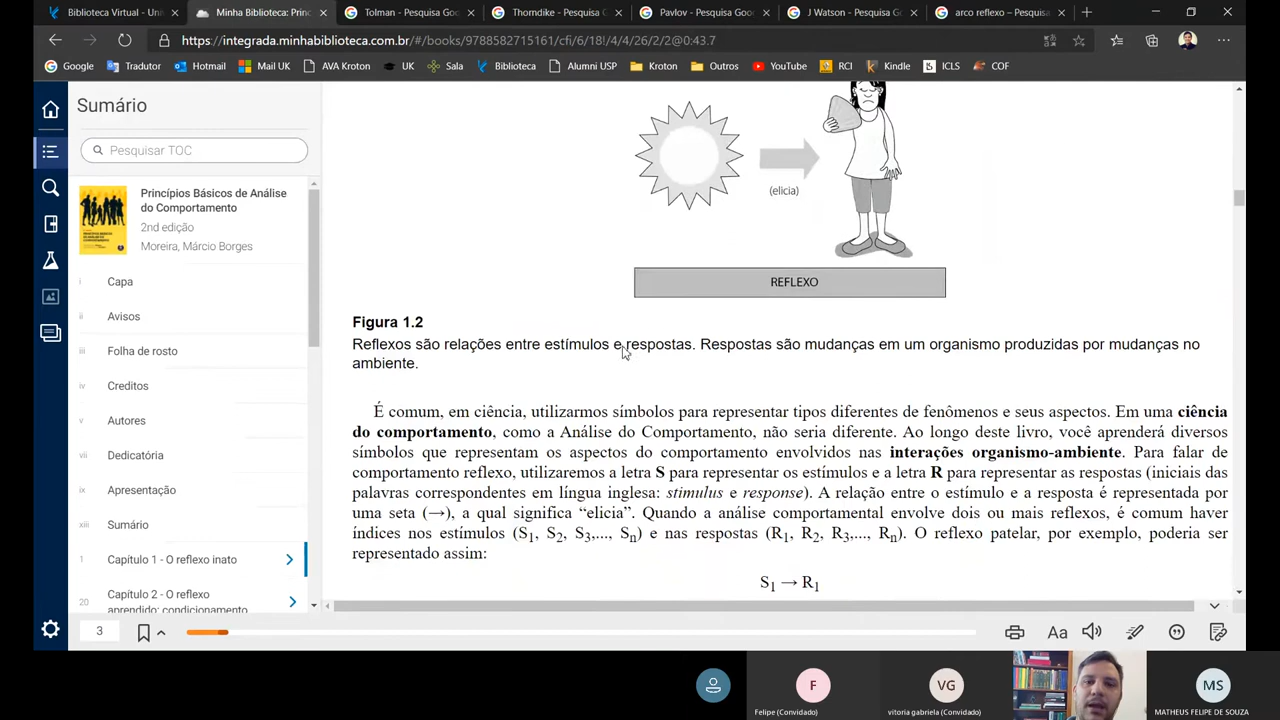 Biblioteca Virtual - Uni
Minha Biblioteca: Princ
Tolman - Pesquisa Goo
Thorndike - Pesquisa G
Pavlov - Pesquisa Goo
J Watson - Pesquisa Go
arco reflexo – Pesquisa
https://integrada.minhabiblioteca.com.br/#/books/9788582715161/cfi/6/18!/4/4/26/2/2@0:43.7
Google
Tradutor
Hotmail
Mail UK
AVA Kroton
UK
Sala
Biblioteca
Alumni USP
Kroton
Outros
YouTube
RCI
Kindle
ICLS
COF
Sumário
Pesquisar TOC
Princípios Básicos de Análise
do Comportamento
2nd edição
Moreira, Márcio Borges
i Capa
ii Avisos
iii Folha de rosto
iv Creditos
v Autores
vii Dedicatória
ix Apresentação
xiii Sumário
1 Capítulo 1 - O reflexo inato
20 Capítulo 2 - O reflexo
aprendido: condicionamento
(elicia)
REFLEXO
Figura 1.2
Reflexos são relações entre estímulos e respostas. Respostas são mudanças em um organismo produzidas por mudanças no
ambiente.
É comum, em ciência, utilizarmos símbolos para representar tipos diferentes de fenômenos e seus aspectos. Em uma ciência
do comportamento, como a Análise do Comportamento, não seria diferente. Ao longo deste livro, você aprenderá diversos
símbolos que representam os aspectos do comportamento envolvidos nas interações organismo-ambiente. Para falar de
comportamento reflexo, utilizaremos a letra S para representar os estímulos e a letra R para representar as respostas (iniciais das
palavras correspondentes em língua inglesa: stimulus e response). A relação entre o estímulo e a resposta é representada por
uma seta (→), a qual significa “elicia”. Quando a análise comportamental envolve dois ou mais reflexos, é comum haver
índices nos estímulos (S1, S2, S3,..., Sn) e nas respostas (R1, R2, R3,..., Rn). O reflexo patelar, por exemplo, poderia ser
representado assim:
S1 → R1
3
Aa
F
Felipe (Convidado)
VG
vitoria gabriela (Convidado)
MS
MATHEUS FELIPE DE SOUZA